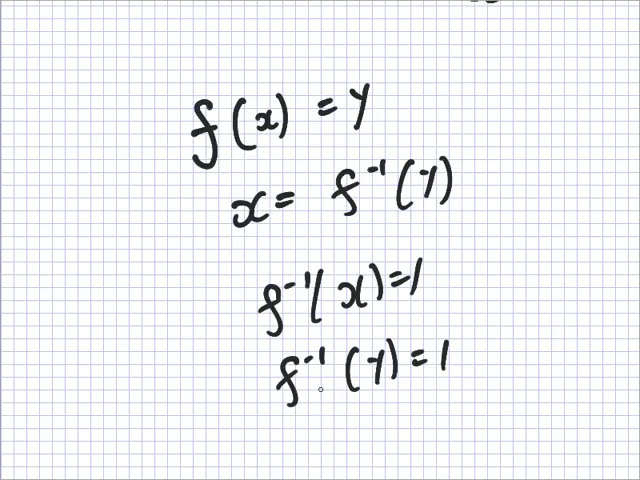 f(x) = y
x = f⁻¹(y)
f⁻¹(x) = 1
f⁻¹(y) = 1